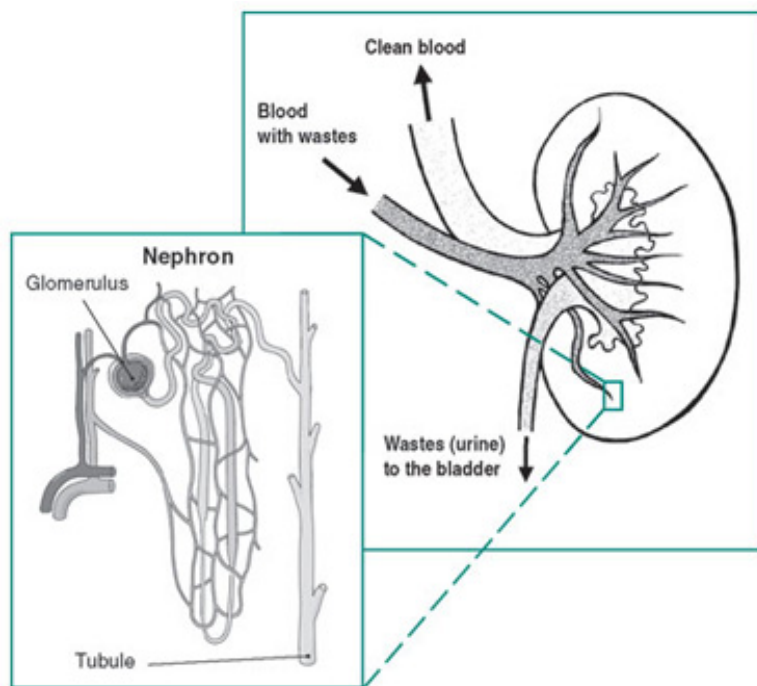 Clean blood
Blood
with wastes
Nephron
Glomerulus
Wastes (urine)
to the bladder
Tubule